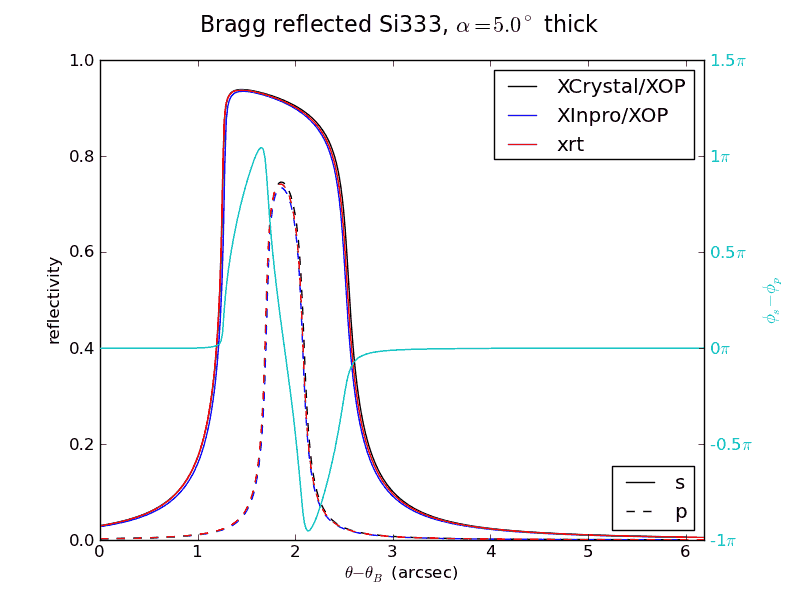 Bragg reflected Si333, α = 5.0° thick
1.0
0.8
0.6
0.4
0.2
0.0
reflectivity
1.5π
1π
0.5π
0π
-0.5π
-1π
ϕs − ϕp
XCrystal/XOP
XInpro/XOP
xrt
s
p
0 1 2 3 4 5 6
θ−θB (arcsec)